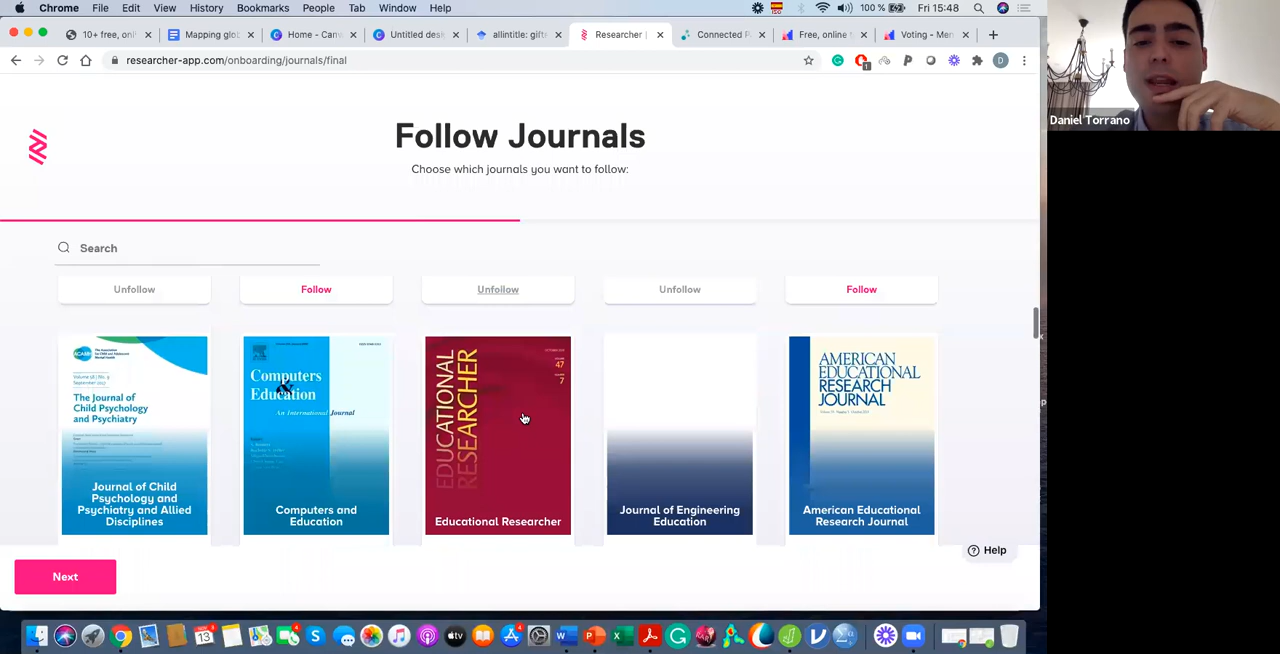 Chrome File Edit View History Bookmarks People Tab Window Help
100 % Fri 15:48
10+ free, onl Mapping glo Home - Canv Untitled desi allintitle: gifte Researcher | Connected P Free, online t Voting - Men
researcher-app.com/onboarding/journals/final
Daniel Torrano
Follow Journals
Choose which journals you want to follow:
Search
Unfollow Follow Unfollow Unfollow Follow
ACAMH
The Journal of
Child Psychology
and Psychiatry
Journal of Child
Psychology and
Psychiatry and Allied
Disciplines
Computers
Education
An International Journal
Computers and
Education
EDUCATIONAL
RESEARCHER
47
7
Educational Researcher
Journal of Engineering
Education
AMERICAN
EDUCATIONAL
RESEARCH
JOURNAL
American Educational
Research Journal
Help
Next
tv